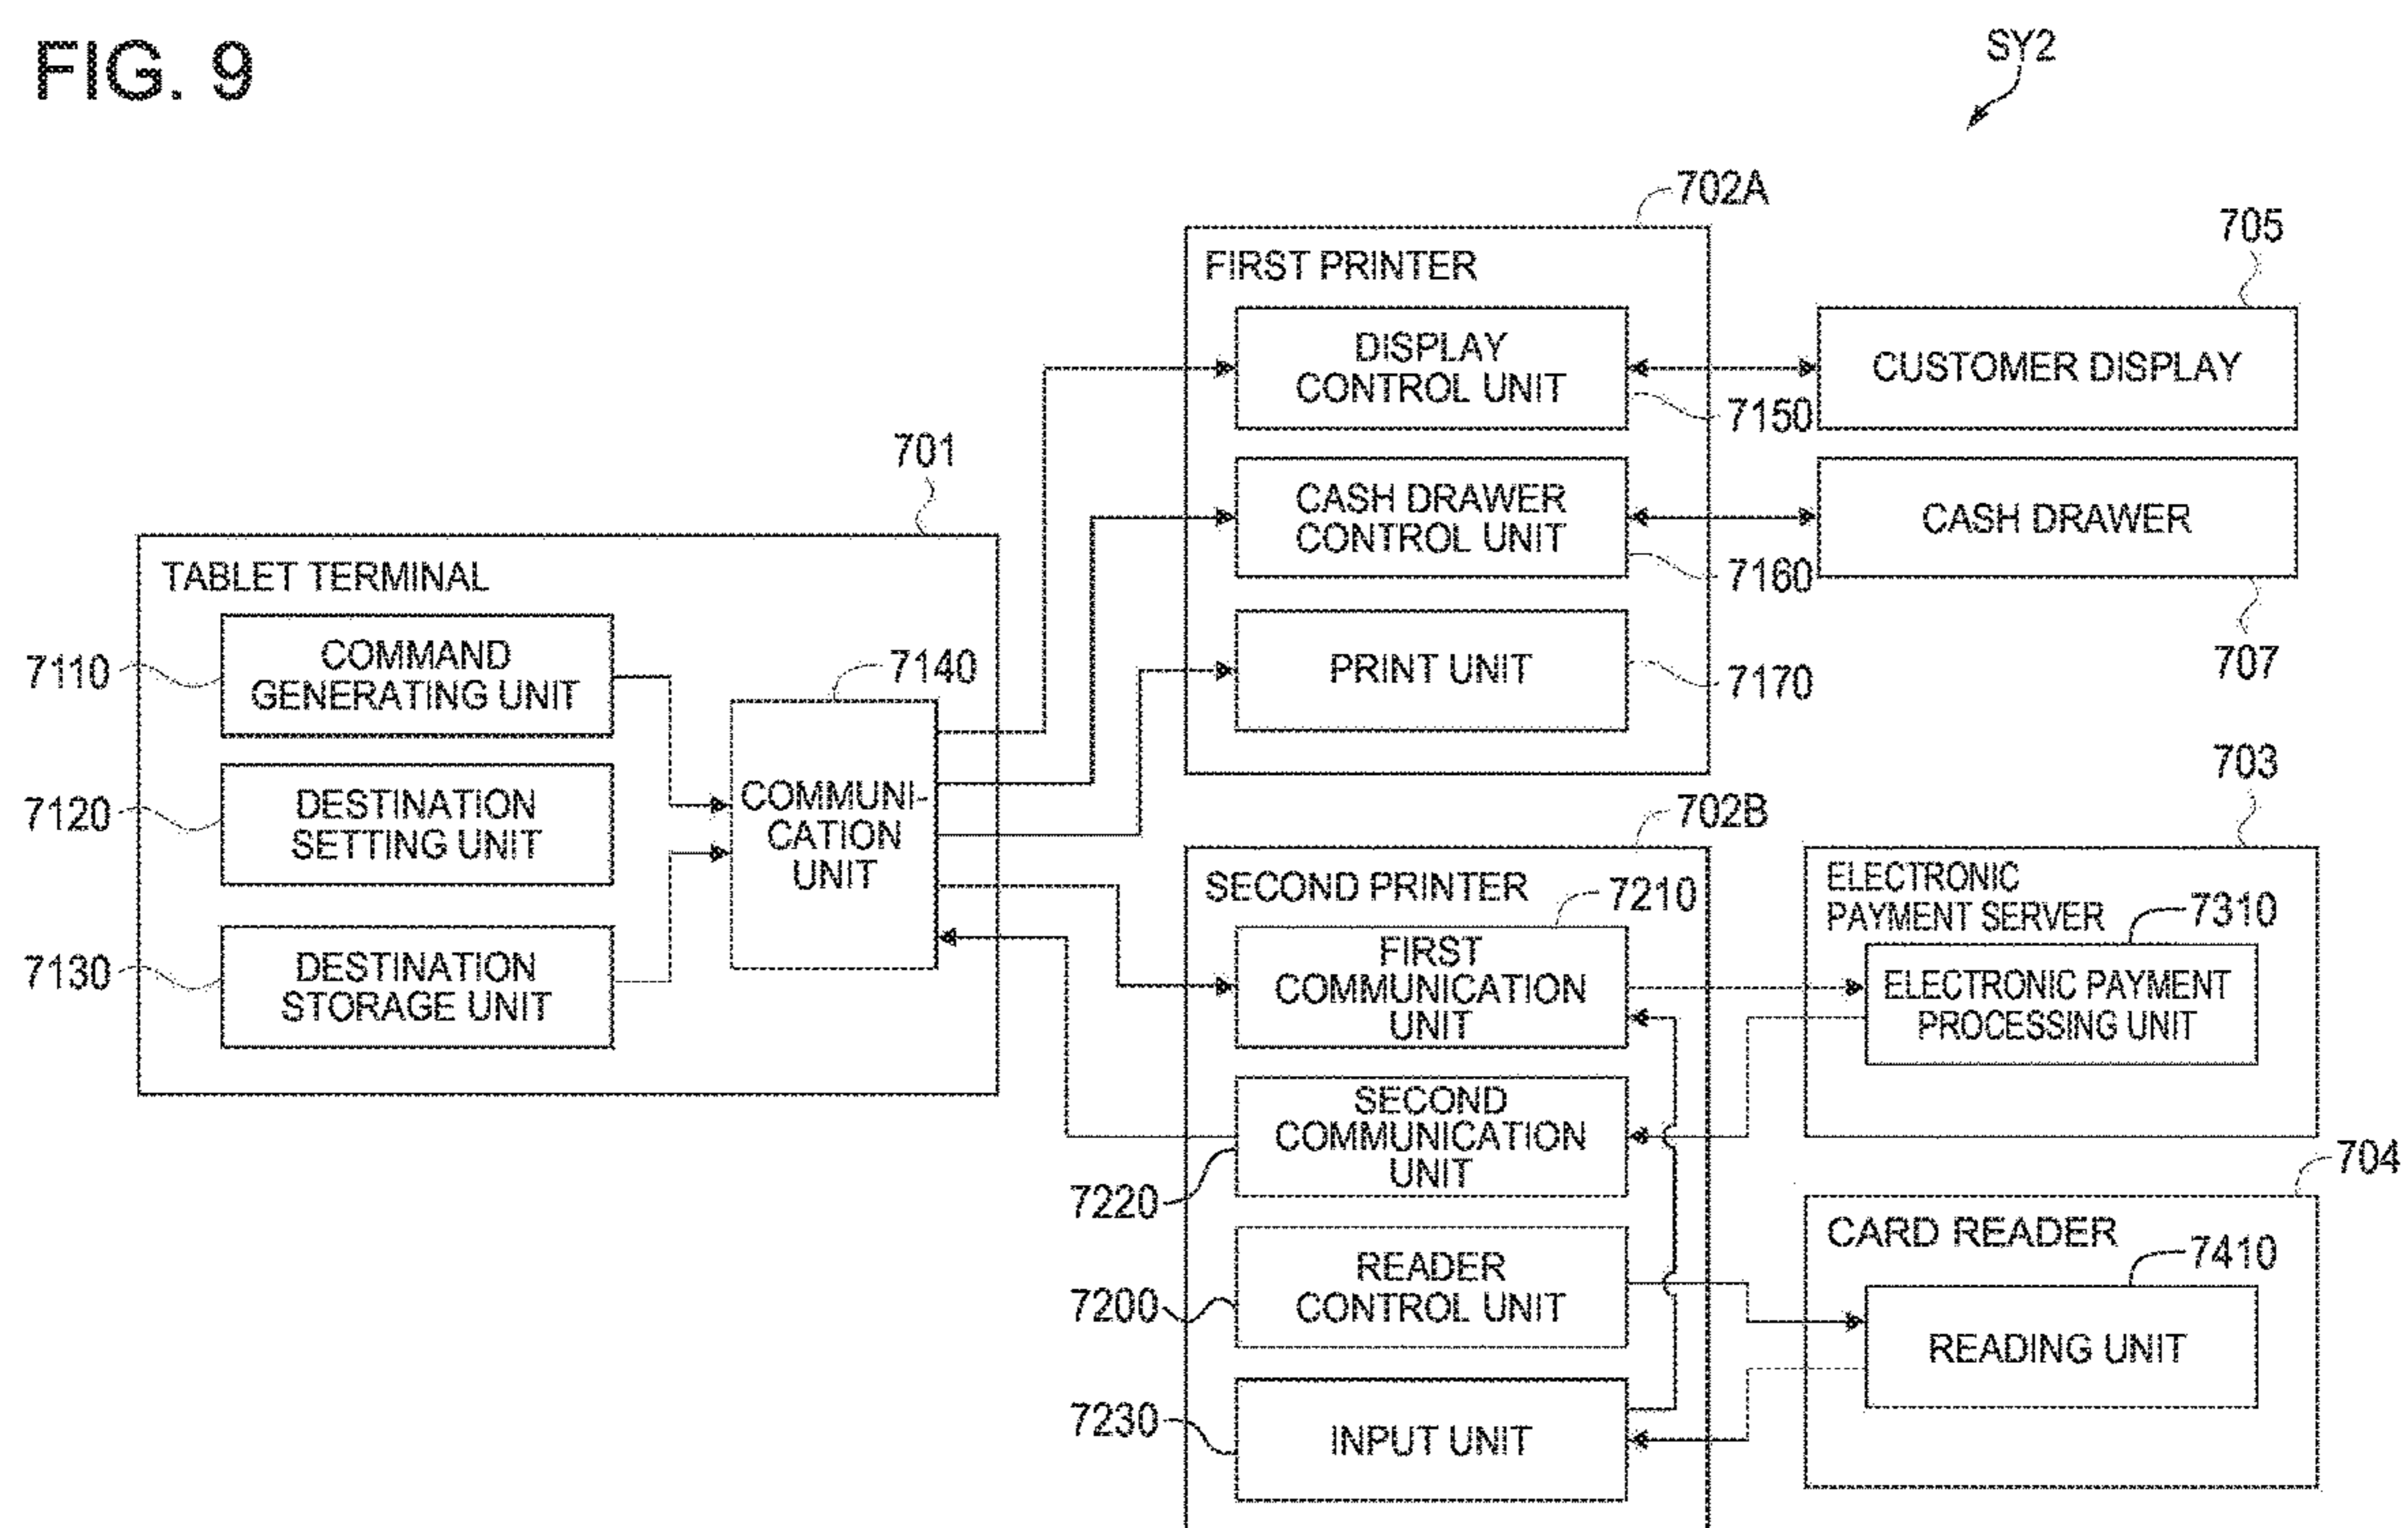 FIG. 9
SY2
702A
FIRST PRINTER
DISPLAY
CONTROL UNIT
7150
705
CUSTOMER DISPLAY
CASH DRAWER
CONTROL UNIT
7160
CASH DRAWER
707
PRINT UNIT
7170
701
TABLET TERMINAL
7110
COMMAND
GENERATING UNIT
7120
DESTINATION
SETTING UNIT
7130
DESTINATION
STORAGE UNIT
7140
COMMUNI-
CATION
UNIT
702B
SECOND PRINTER
7210
FIRST
COMMUNICATION
UNIT
SECOND
COMMUNICATION
UNIT
7220
READER
CONTROL UNIT
7200
INPUT UNIT
7230
703
ELECTRONIC
PAYMENT SERVER
7310
ELECTRONIC PAYMENT
PROCESSING UNIT
704
CARD READER
7410
READING UNIT